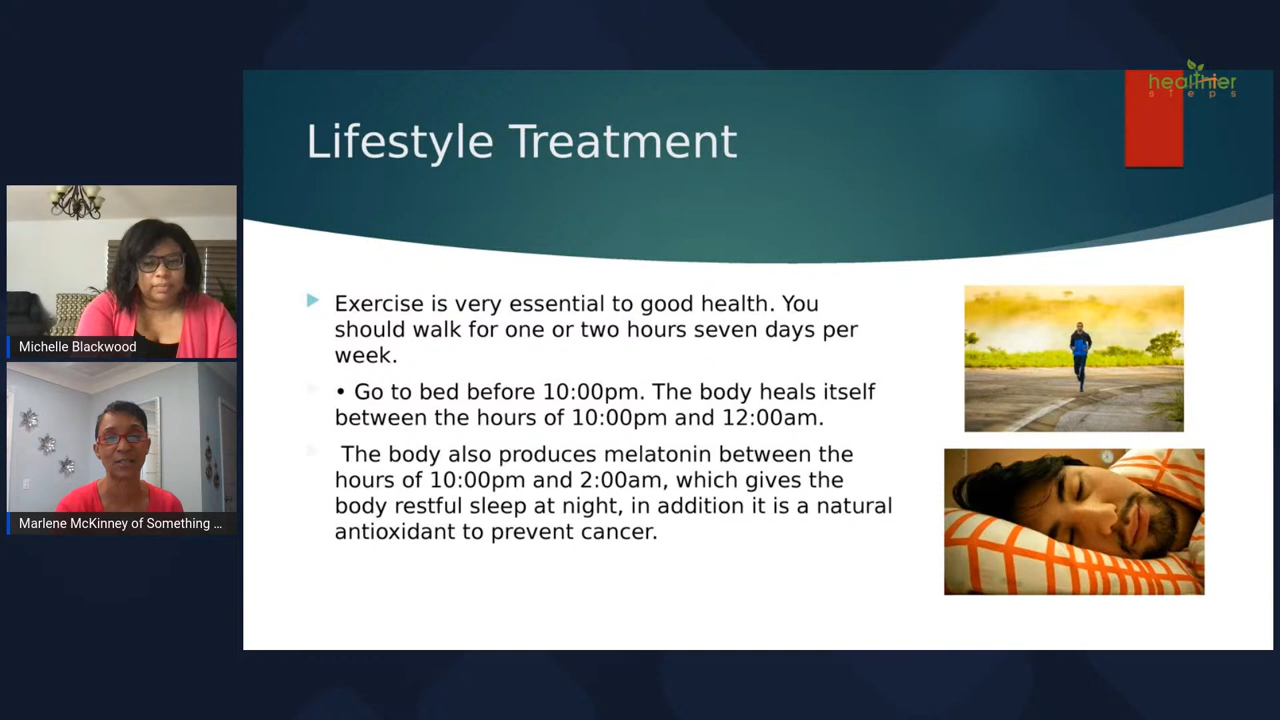 healthier
steps
Lifestyle Treatment
Exercise is very essential to good health. You
should walk for one or two hours seven days per
week.
• Go to bed before 10:00pm. The body heals itself
between the hours of 10:00pm and 12:00am.
The body also produces melatonin between the
hours of 10:00pm and 2:00am, which gives the
body restful sleep at night, in addition it is a natural
antioxidant to prevent cancer.
Michelle Blackwood
Marlene McKinney of Something ...